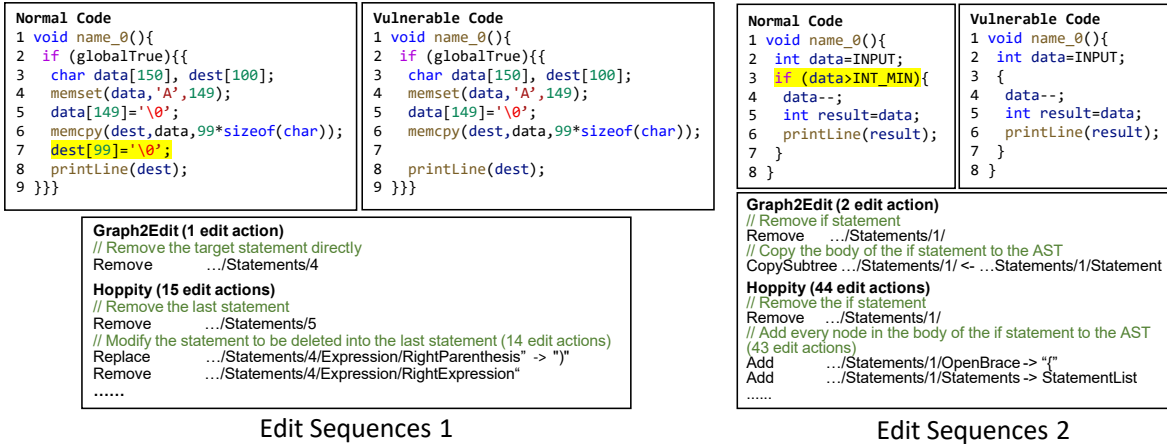 Normal Code
1 void name_0(){
2  if (globalTrue){{
3   char data[150], dest[100];
4   memset(data,'A’,149);
5   data[149]='\0’;
6   memcpy(dest,data,99*sizeof(char));
7   dest[99]='\0’;
8   printLine(dest);
9 }}}
Vulnerable Code
1 void name_0(){
2  if (globalTrue){{
3   char data[150], dest[100];
4   memset(data,'A’,149);
5   data[149]='\0’;
6   memcpy(dest,data,99*sizeof(char));
7
8   printLine(dest);
9 }}}
Graph2Edit (1 edit action)
// Remove the target statement directly
Remove …/Statements/4
Hoppity (15 edit actions)
// Remove the last statement
Remove …/Statements/5
// Modify the statement to be deleted into the last statement (14 edit actions)
Replace …/Statements/4/Expression/RightParenthesis” -> ")"
Remove …/Statements/4/Expression/RightExpression“
……
Edit Sequences 1
Normal Code
1 void name_0(){
2  int data=INPUT;
3  if (data>INT_MIN){
4   data--;
5   int result=data;
6   printLine(result);
7  }
8 }
Vulnerable Code
1 void name_0(){
2  int data=INPUT;
3  {
4   data--;
5   int result=data;
6   printLine(result);
7  }
8 }
Graph2Edit (2 edit action)
// Remove if statement
Remove …/Statements/1/
// Copy the body of the if statement to the AST
CopySubtree …/Statements/1/ <- …Statements/1/Statement
Hoppity (44 edit actions)
// Remove the if statement
Remove …/Statements/1/
// Add every node in the body of the if statement to the AST
(43 edit actions)
Add …/Statements/1/OpenBrace -> “{”
Add …/Statements/1/Statements -> StatementList
......
Edit Sequences 2